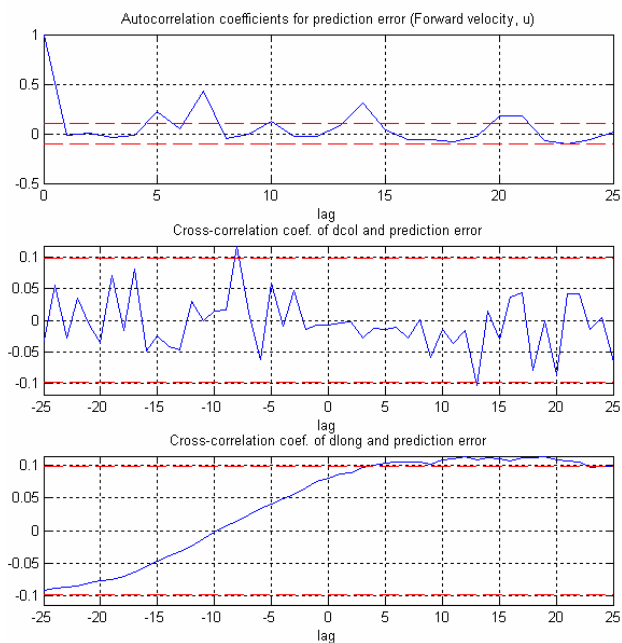 Autocorrelation coefficients for prediction error (Forward velocity, u)
1
0.5
0
-0.5
0 5 10 15 20 25
lag
Cross-correlation coef. of dcol and prediction error
0.1
0.05
0
-0.05
-0.1
-25 -20 -15 -10 -5 0 5 10 15 20 25
lag
Cross-correlation coef. of dlong and prediction error
0.1
0.05
0
-0.05
-0.1
-25 -20 -15 -10 -5 0 5 10 15 20 25
lag